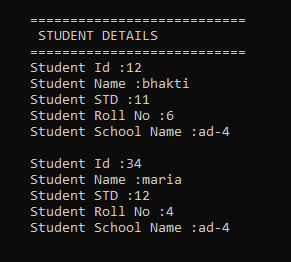 ===========================
STUDENT DETAILS
===========================
Student Id :12
Student Name :bhakti
Student STD :11
Student Roll No :6
Student School Name :ad-4
Student Id :34
Student Name :maria
Student STD :12
Student Roll No :4
Student School Name :ad-4